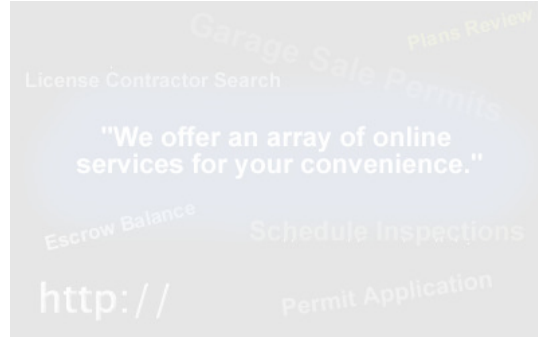 Garage Sale Permits
Plans Review
License Contractor Search
"We offer an array of online
services for your convenience."
Escrow Balance
Schedule Inspections
http://
Permit Application